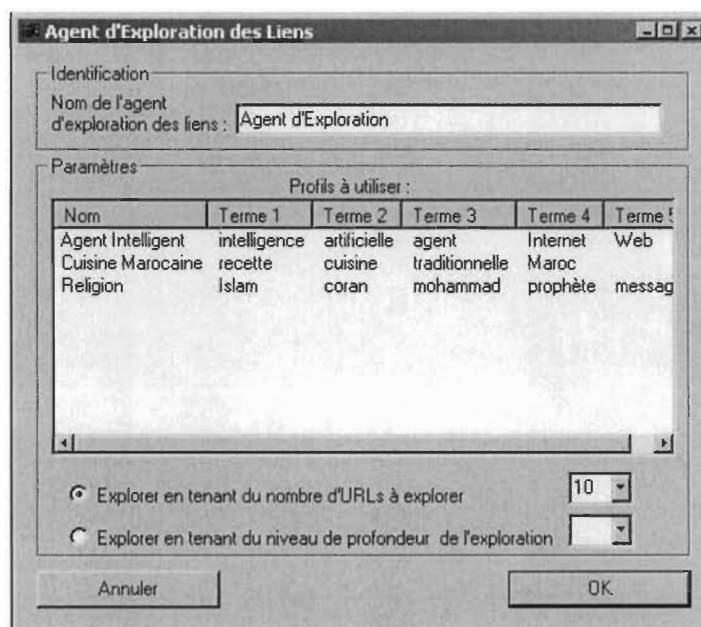 Agent d'Exploration des Liens
Identification
Nom de l'agent
d'exploration des liens : Agent d'Exploration
Paramètres
Profils à utiliser :
Nom Terme 1 Terme 2 Terme 3 Terme 4 Terme 5
Agent Intelligent intelligence artificielle agent Internet Web
Cuisine Marocaine recette cuisine traditionnelle Maroc
Religion Islam coran mohammad prophète messag
Explorer en tenant du nombre d'URLs à explorer 10
Explorer en tenant du niveau de profondeur de l'exploration
Annuler OK